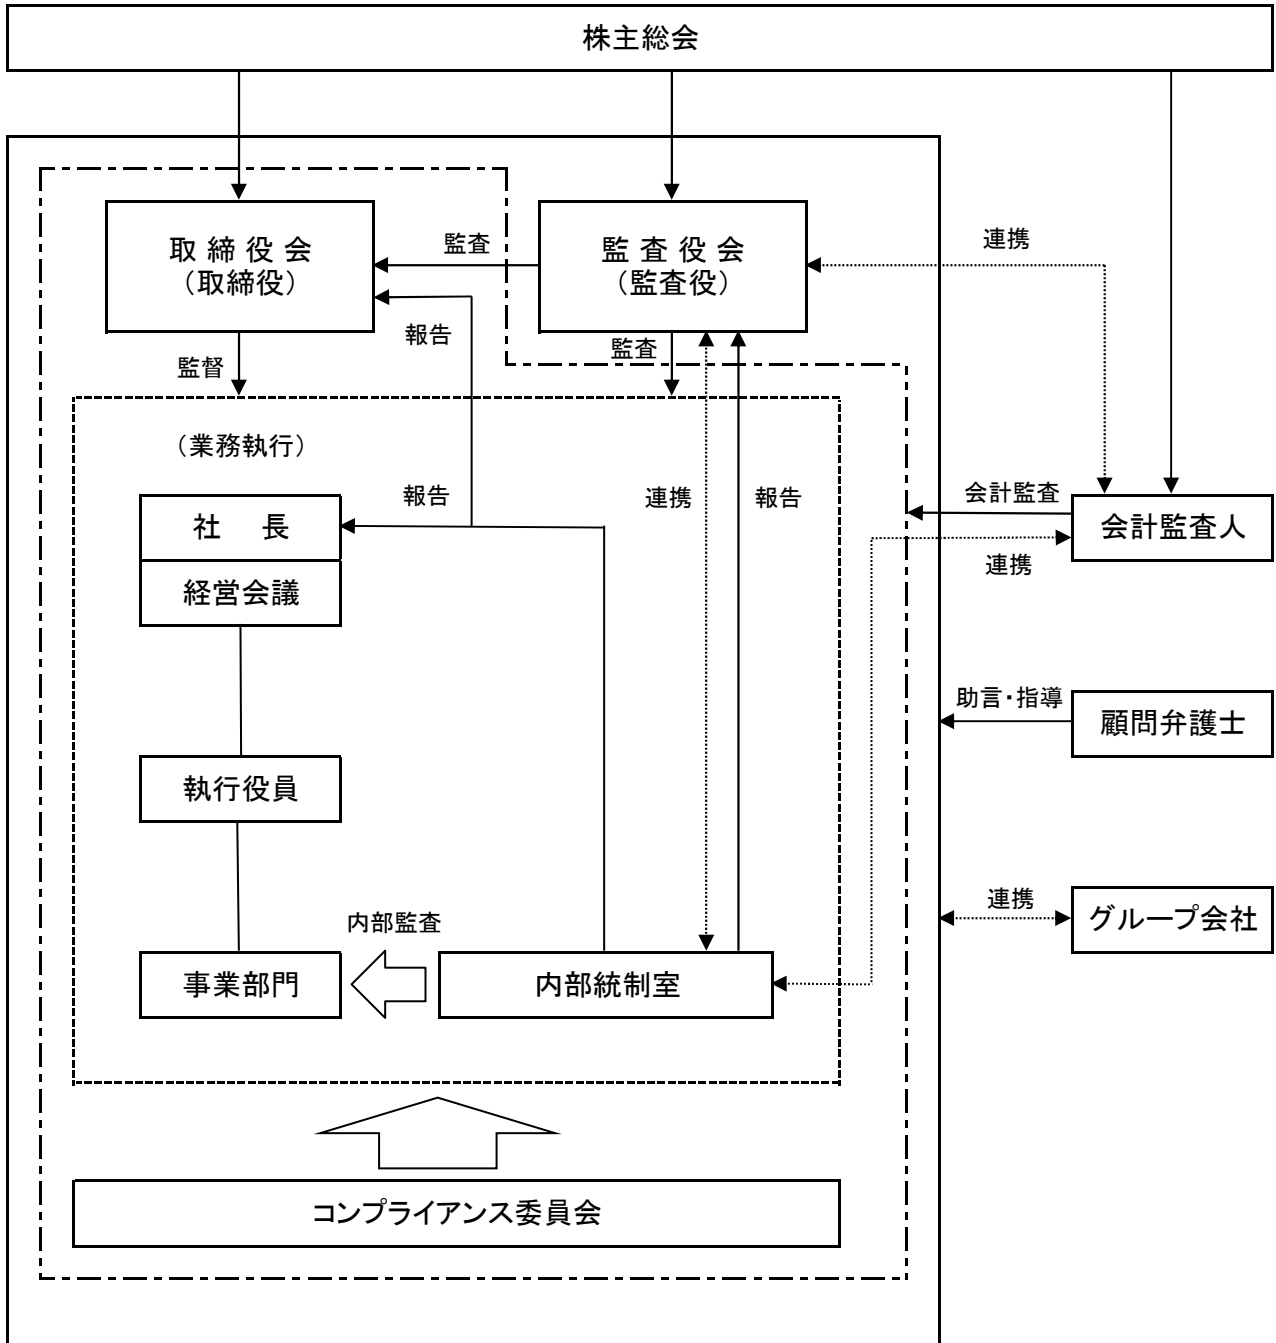 株主総会
取締役会
（取締役）
監査
監査役会
（監査役）
連携
報告
監督
監査
（業務執行）
報告
連携
報告
会計監査
社　長
会計監査人
連携
経営会議
助言・指導
顧問弁護士
執行役員
連携
グループ会社
内部監査
事業部門
内部統制室
コンプライアンス委員会